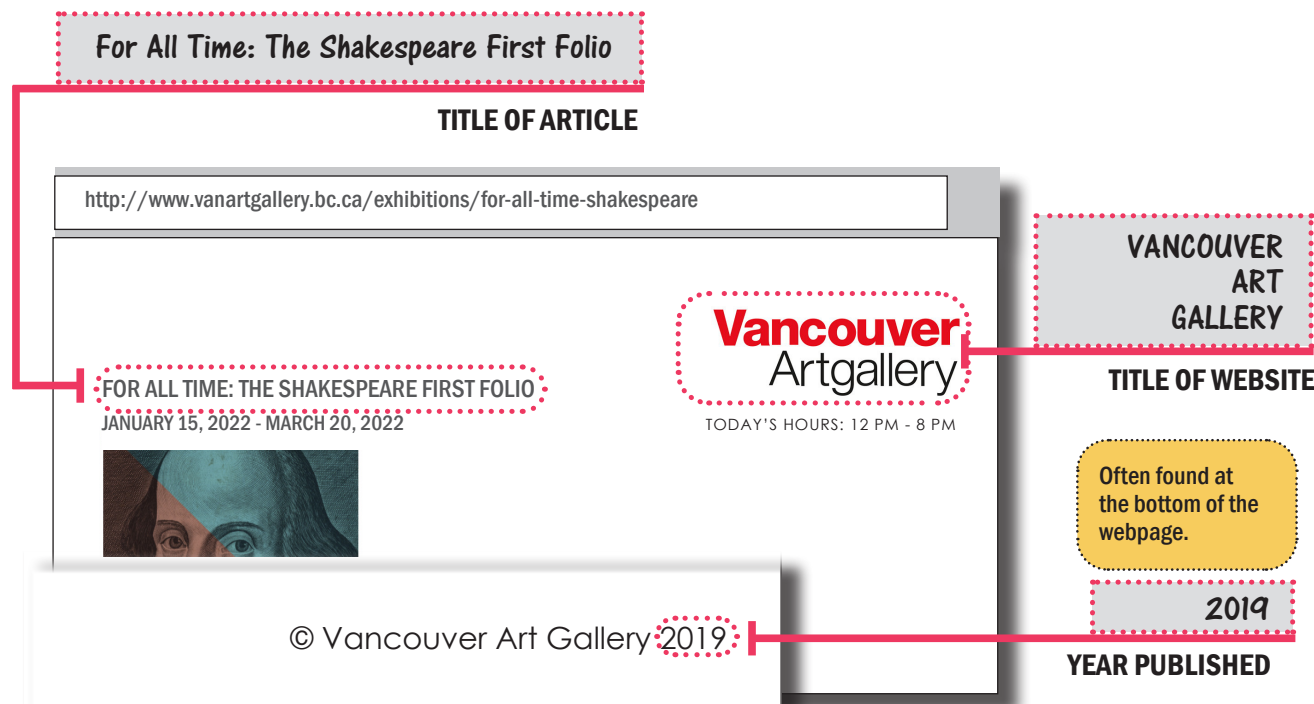 For All Time: The Shakespeare First Folio
TITLE OF ARTICLE
http://www.vanartgallery.bc.ca/exhibitions/for-all-time-shakespeare
VANCOUVER
ART
GALLERY
TITLE OF WEBSITE
Vancouver
Artgallery
TODAY'S HOURS: 12 PM - 8 PM
FOR ALL TIME: THE SHAKESPEARE FIRST FOLIO
JANUARY 15, 2022 - MARCH 20, 2022
Often found at
the bottom of the
webpage.
2019
YEAR PUBLISHED
© Vancouver Art Gallery 2019